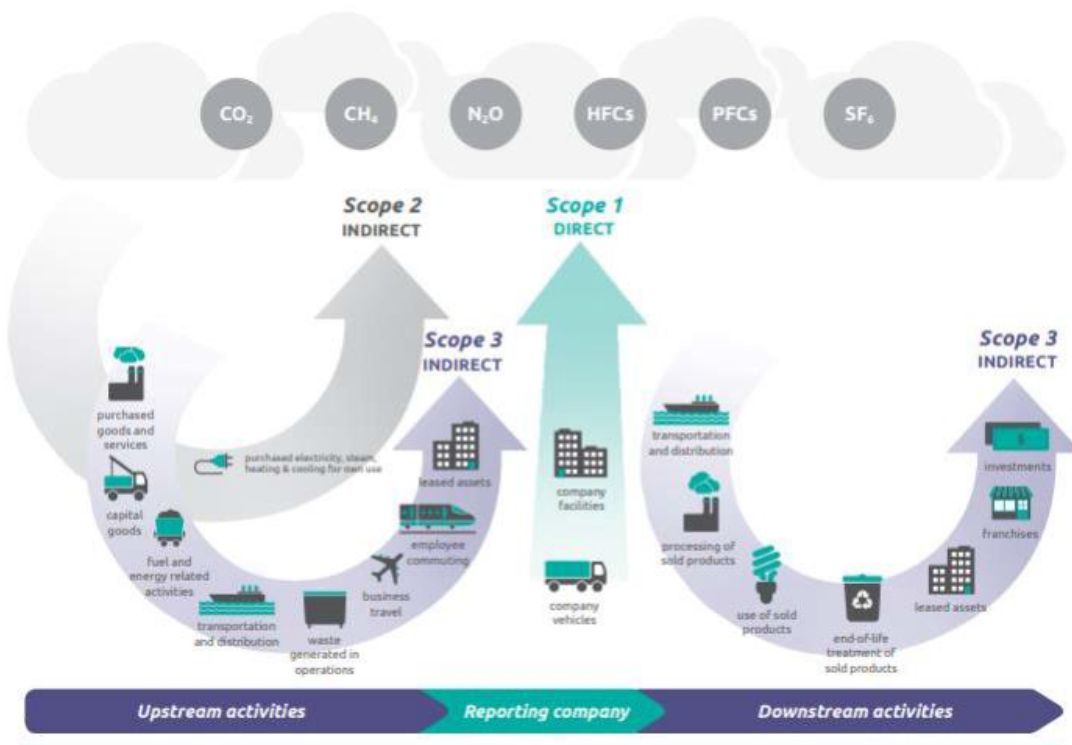 CO₂
CH₄
N₂O
HFCs
PFCs
SF₆
Scope 2
INDIRECT
Scope 1
DIRECT
Scope 3
INDIRECT
Scope 3
INDIRECT
purchased
goods and
services
capital
goods
fuel and
energy related
activities
transportation
and distribution
waste
generated in
operations
business
travel
employee
commuting
leased assets
purchased electricity, steam,
heating & cooling for own use
company
facilities
company
vehicles
transportation
and distribution
processing of
sold products
use of sold
products
end-of-life
treatment of
sold products
leased assets
franchises
$
investments
Upstream activities
Reporting company
Downstream activities